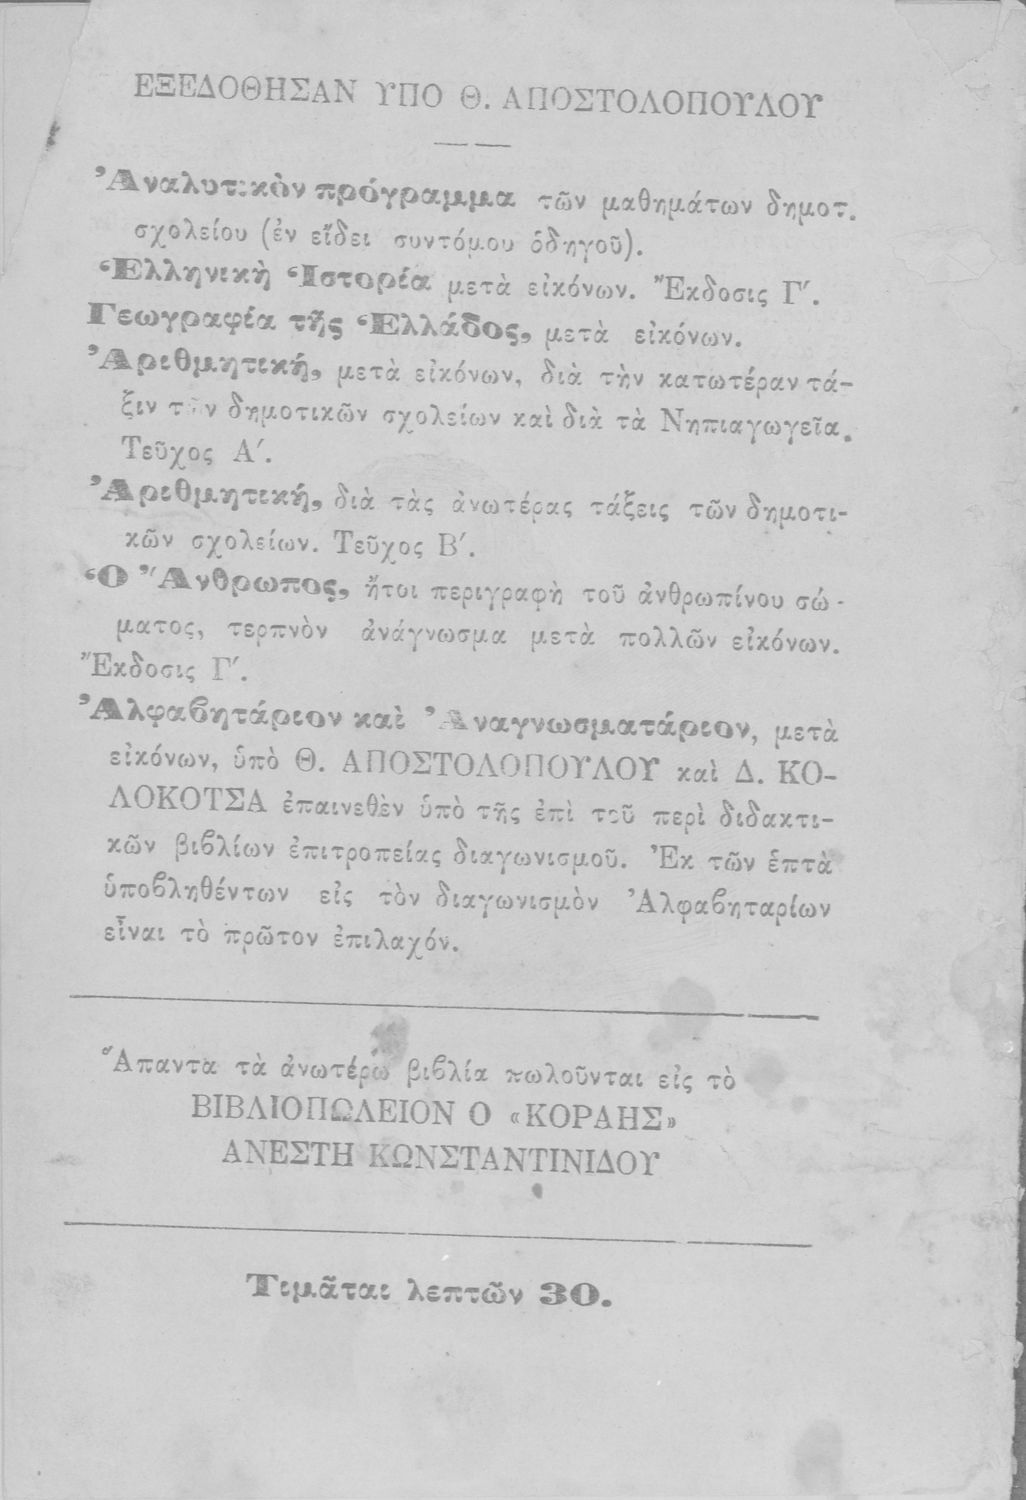 ΕΞΕΔΟΘΗΣΑΝ ΥΠΟ Θ. ΑΠΟΣΤΟΛΟΠΟΥΛΟΥ
Ἀναλυτικὸν πρόγραμμα τῶν μαθημάτων δημοτ.
σχολείου (ἐν εἴδει συντόμου ὁδηγοῦ).
Ἑλληνικὴ Ἱστορία μετὰ εἰκόνων. Ἔκδοσις Γ΄.
Γεωγραφία τῆς Ἑλλάδος, μετὰ εἰκόνων.
Ἀριθμητική, μετὰ εἰκόνων, διὰ τὴν κατωτέραν τά-
ξιν τῶν δημοτικῶν σχολείων καὶ διὰ τὰ Νηπιαγωγεῖα.
Τεῦχος Α΄.
Ἀριθμητική, διὰ τὰς ἀνωτέρας τάξεις τῶν δημοτι-
κῶν σχολείων. Τεῦχος Β΄.
Ὁ Ἄνθρωπος, ἤτοι περιγραφὴ τοῦ ἀνθρωπίνου σώ-
ματος, τερπνὸν ἀνάγνωσμα μετὰ πολλῶν εἰκόνων.
Ἔκδοσις Γ΄.
Ἀλφαβητάριον καὶ Ἀναγνωσματάριον, μετὰ
εἰκόνων, ὑπὸ Θ. ΑΠΟΣΤΟΛΟΠΟΥΛΟΥ καὶ Δ. ΚΟ-
ΛΟΚΟΤΣΑ ἐπαινεθὲν ὑπὸ τῆς ἐπὶ τοῦ περὶ διδακτι-
κῶν βιβλίων ἐπιτροπείας διαγωνισμοῦ. Ἐκ τῶν ἑπτὰ
ὑποβληθέντων εἰς τὸν διαγωνισμὸν Ἀλφαβηταρίων
εἶναι τὸ πρῶτον ἐπιλαχόν.
Ἅπαντα τὰ ἀνωτέρω βιβλία πωλοῦνται εἰς τὸ
ΒΙΒΛΙΟΠΩΛΕΙΟΝ Ο «ΚΟΡΑΗΣ»
ΑΝΕΣΤΗ ΚΩΝΣΤΑΝΤΙΝΙΔΟΥ
Τιμᾶται λεπτῶν 30.